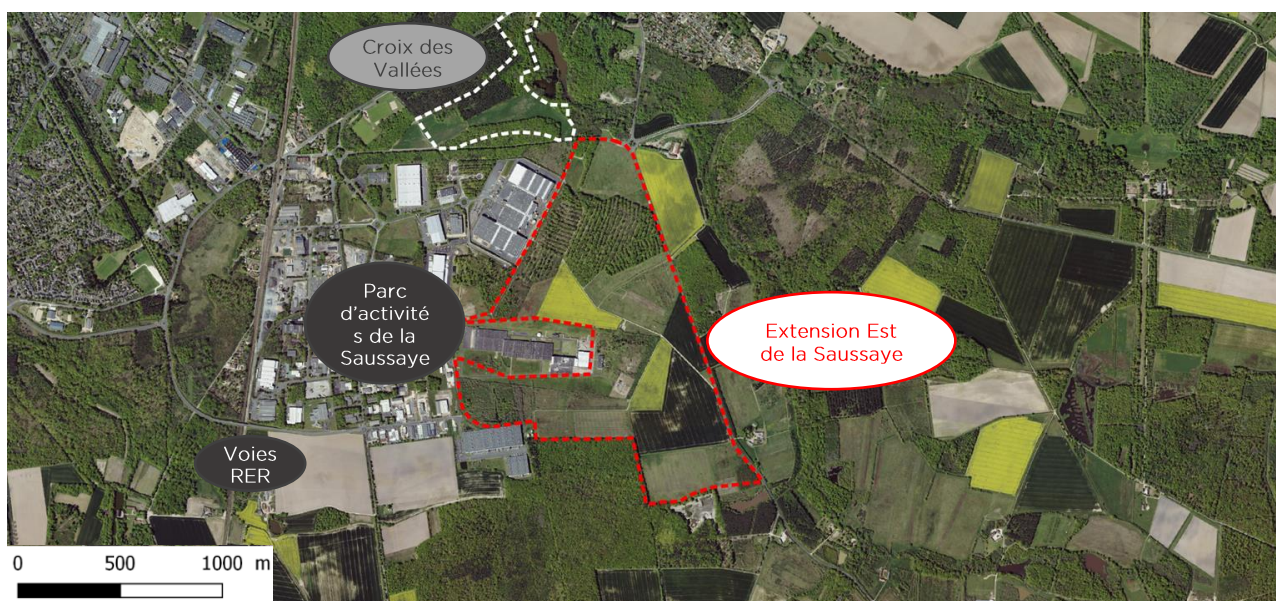 Croix des
Vallées
Parc
d'activité
s de la
Saussaye
Extension Est
de la Saussaye
Voies
RER
0 500 1000 m